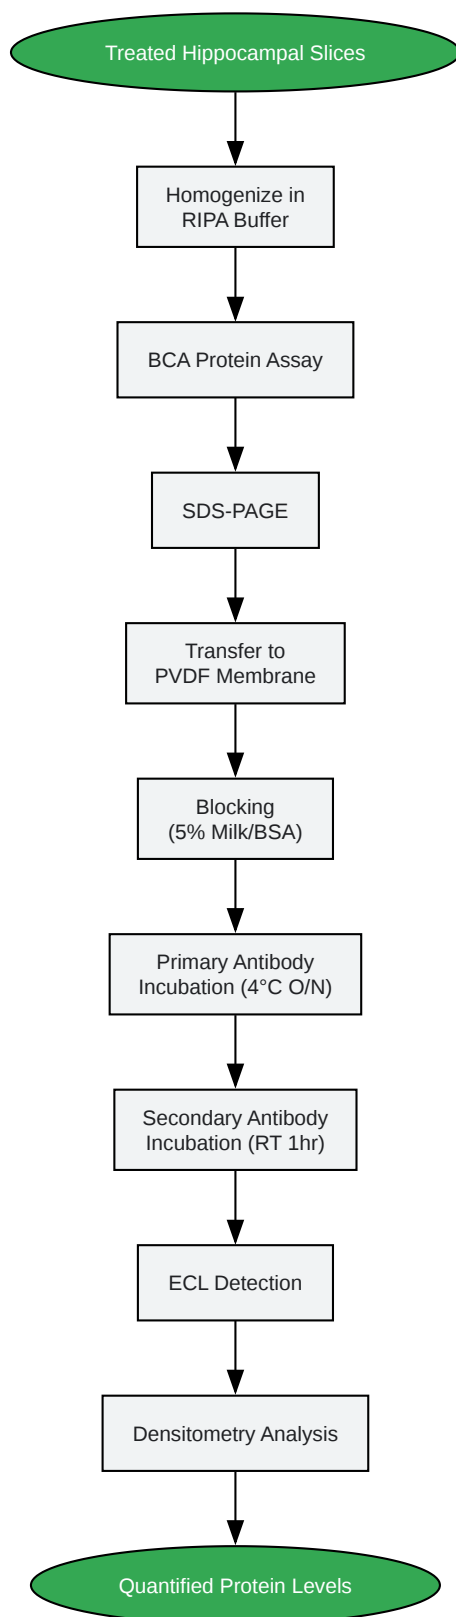 Treated Hippocampal Slices
Homogenize in
RIPA Buffer
BCA Protein Assay
SDS-PAGE
Transfer to
PVDF Membrane
Blocking
(5% Milk/BSA)
Primary Antibody
Incubation (4°C O/N)
Secondary Antibody
Incubation (RT 1hr)
ECL Detection
Densitometry Analysis
Quantified Protein Levels